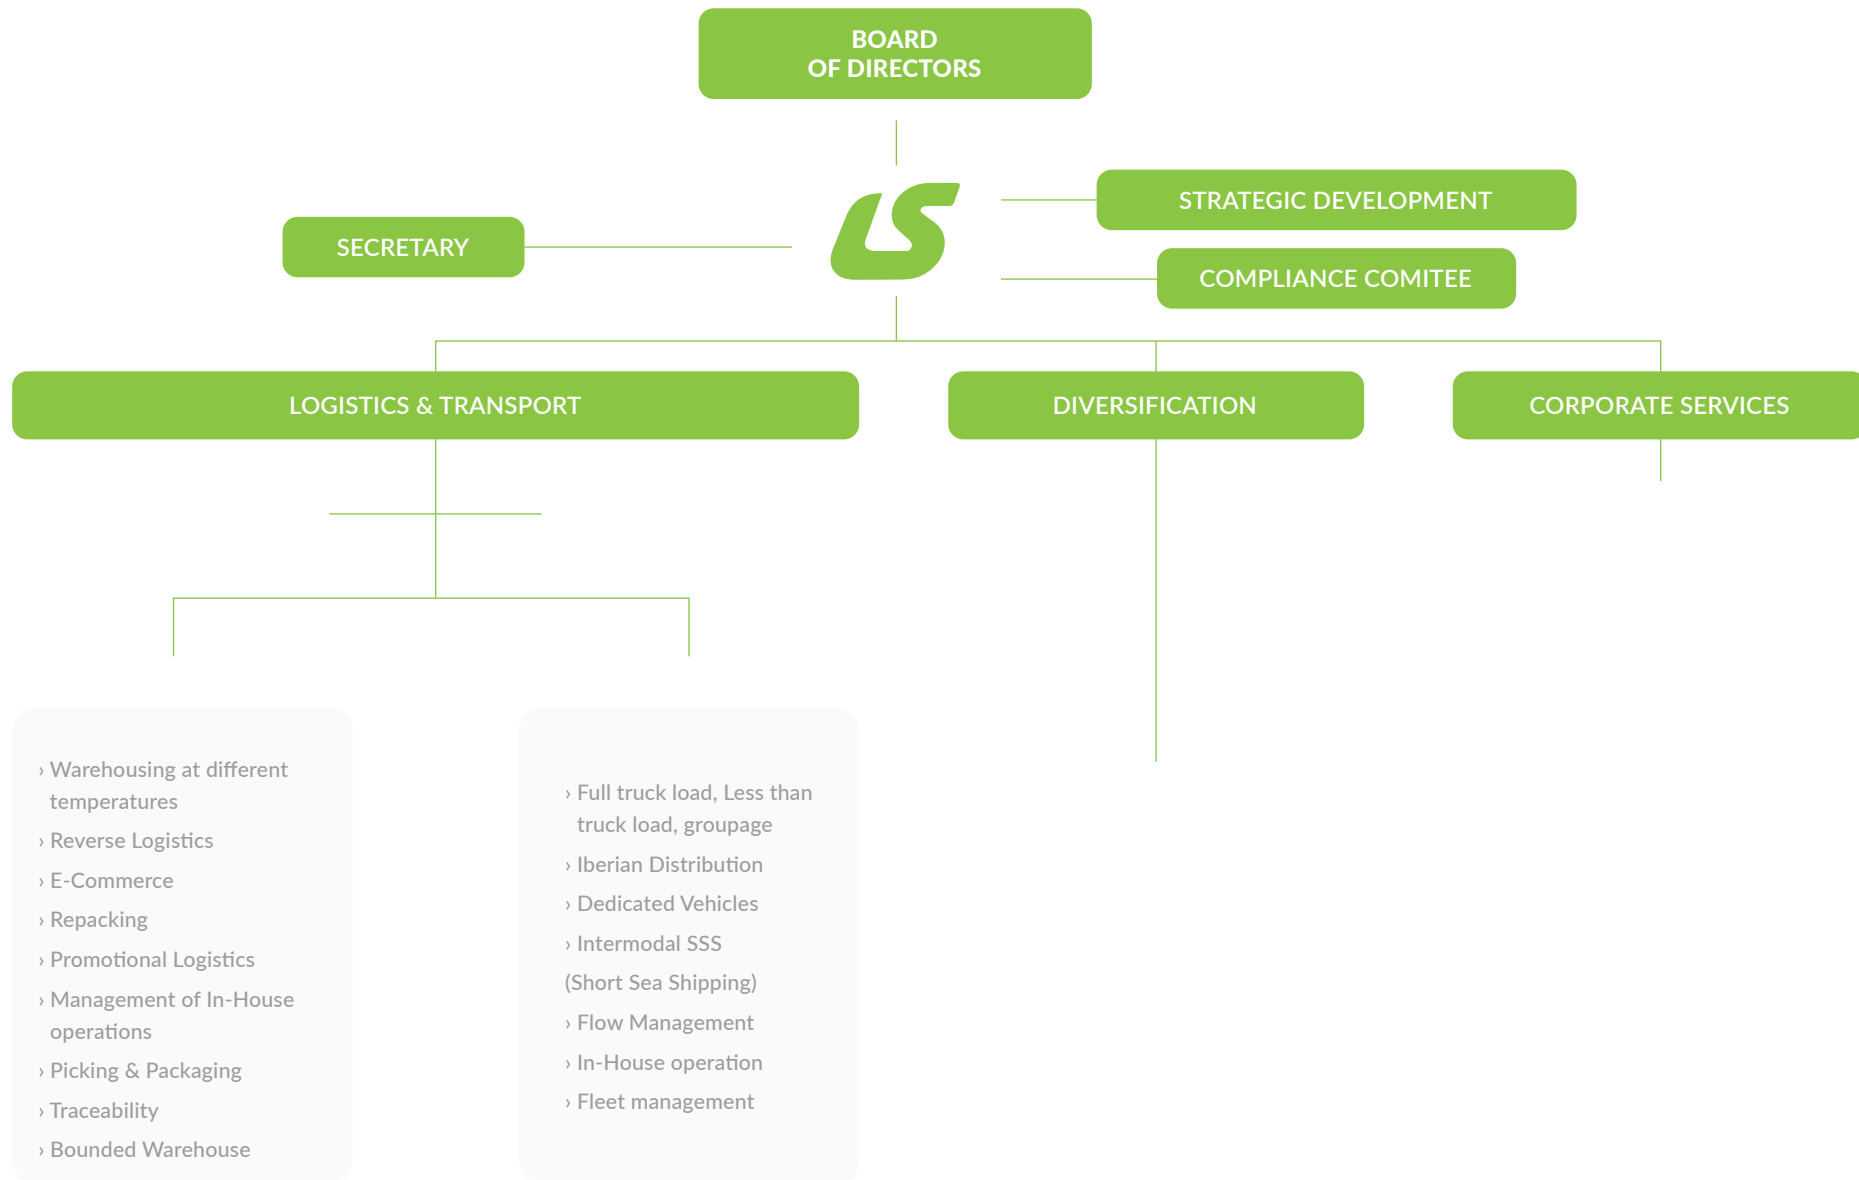 BOARD
OF DIRECTORS
LS
STRATEGIC DEVELOPMENT
SECRETARY
COMPLIANCE COMITEE
LOGISTICS & TRANSPORT
DIVERSIFICATION
CORPORATE SERVICES
› Warehousing at different
temperatures
› Reverse Logistics
› E-Commerce
› Repacking
› Promotional Logistics
› Management of In-House
operations
› Picking & Packaging
› Traceability
› Bounded Warehouse
› Full truck load, Less than
truck load, groupage
› Iberian Distribution
› Dedicated Vehicles
› Intermodal SSS
(Short Sea Shipping)
› Flow Management
› In-House operation
› Fleet management